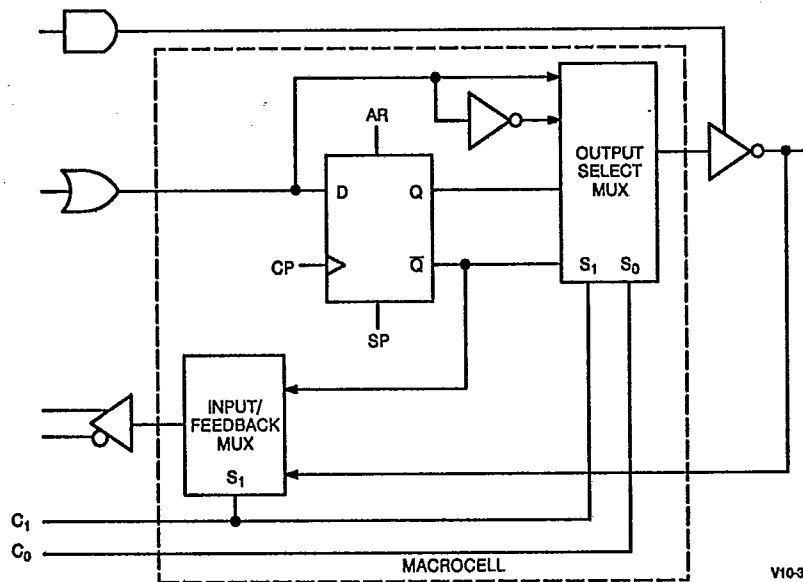 AR
OUTPUT
SELECT
MUX
D Q
CP
Q̅
S₁ S₀
SP
INPUT/
FEEDBACK
MUX
S₁
C₁
C₀
MACROCELL
V10-3